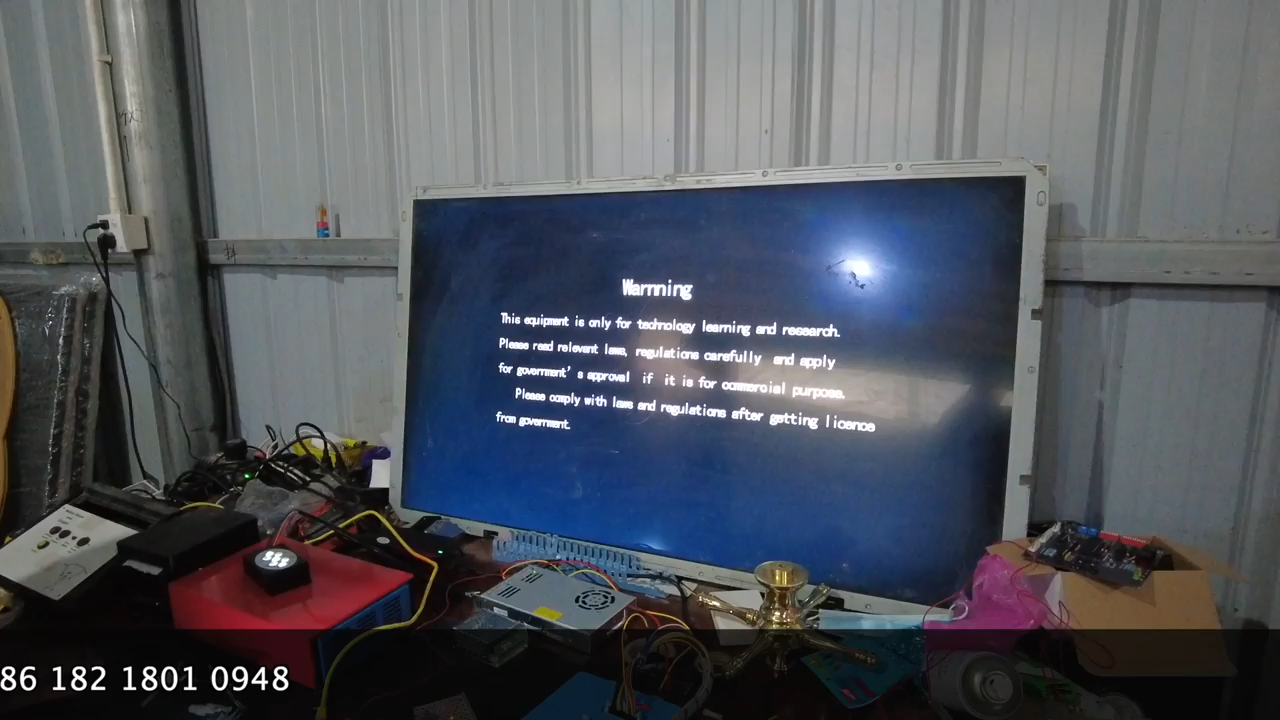 Warnning
This equipment is only for technology learning and research.
Please read relevant laws, regulations carefully and apply
for government's approval if it is for commercial purpose.
Please comply with laws and regulations after getting licence
from government.
86 182 1801 0948